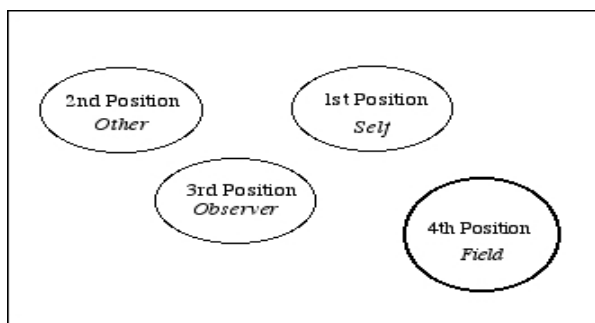 2nd Position
Other
1st Position
Self
3rd Position
Observer
4th Position
Field